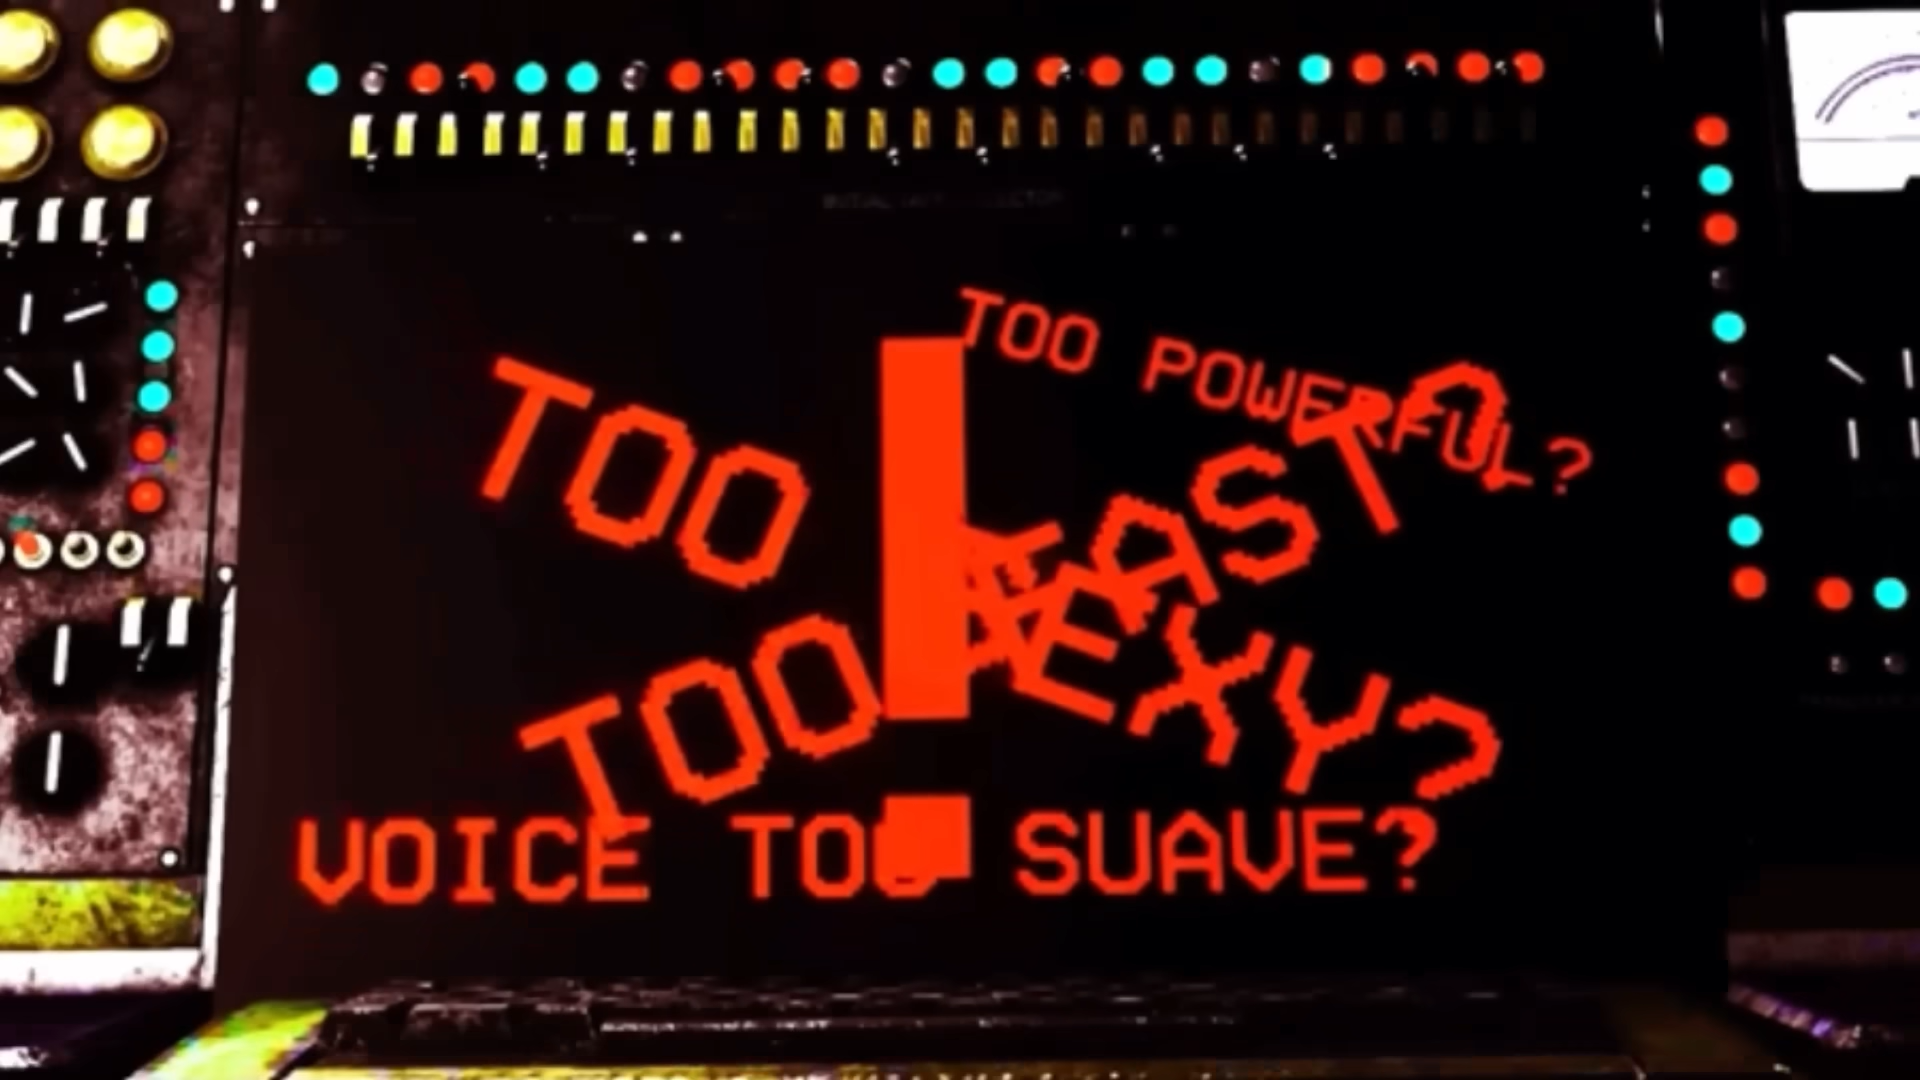 TOO POWERFUL?
TOO FAST?
!
TOO SEXY?
VOICE TOO SUAVE?